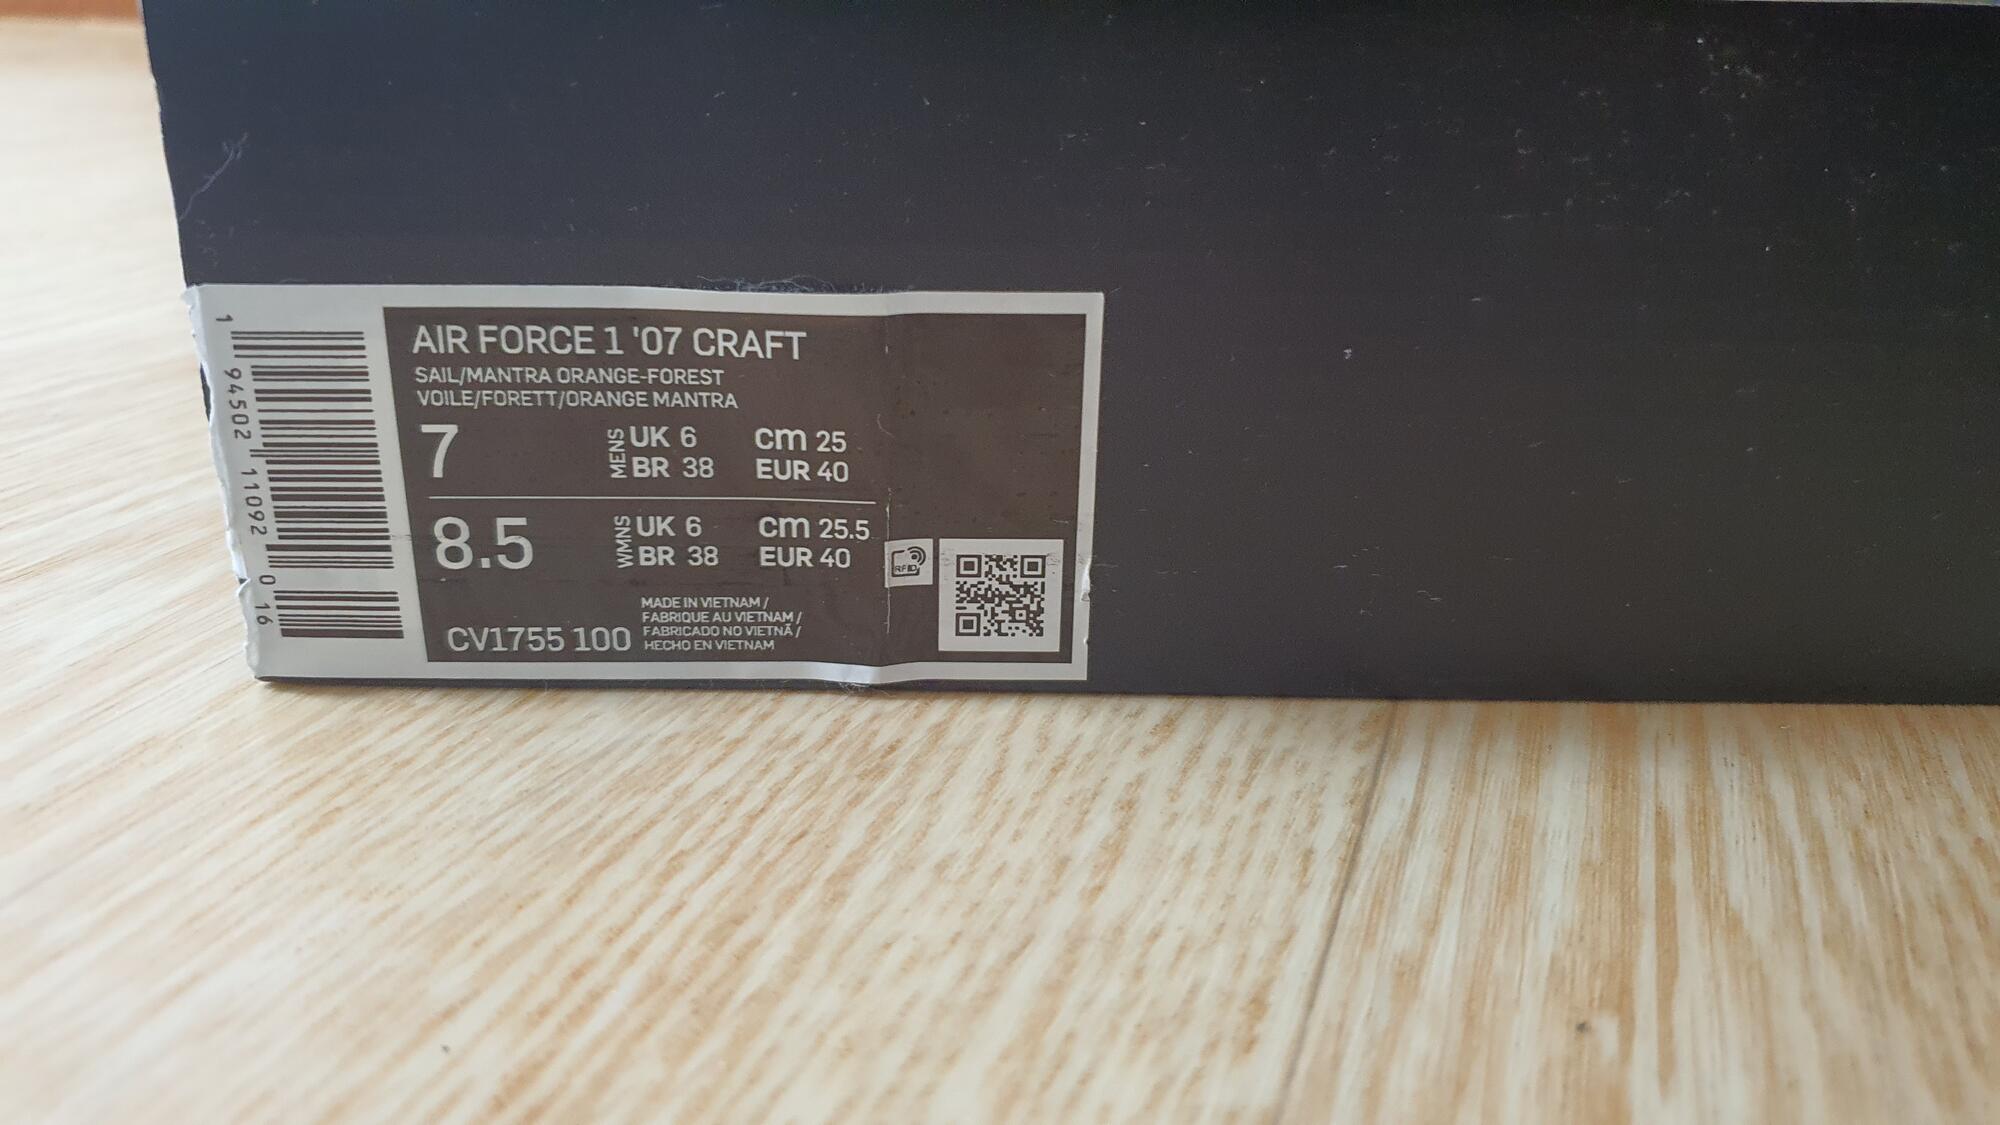 AIR FORCE 1 '07 CRAFT
SAIL/MANTRA ORANGE-FOREST
VOILE/FORETT/ORANGE MANTRA
7 MENS UK 6 cm 25
BR 38 EUR 40
8.5 WMNS UK 6 cm 25.5
BR 38 EUR 40
MADE IN VIETNAM /
FABRIQUE AU VIETNAM /
FABRICADO NO VIETNÃ /
HECHO EN VIETNAM
CV1755 100
RFID
1 94502 11092 0 16